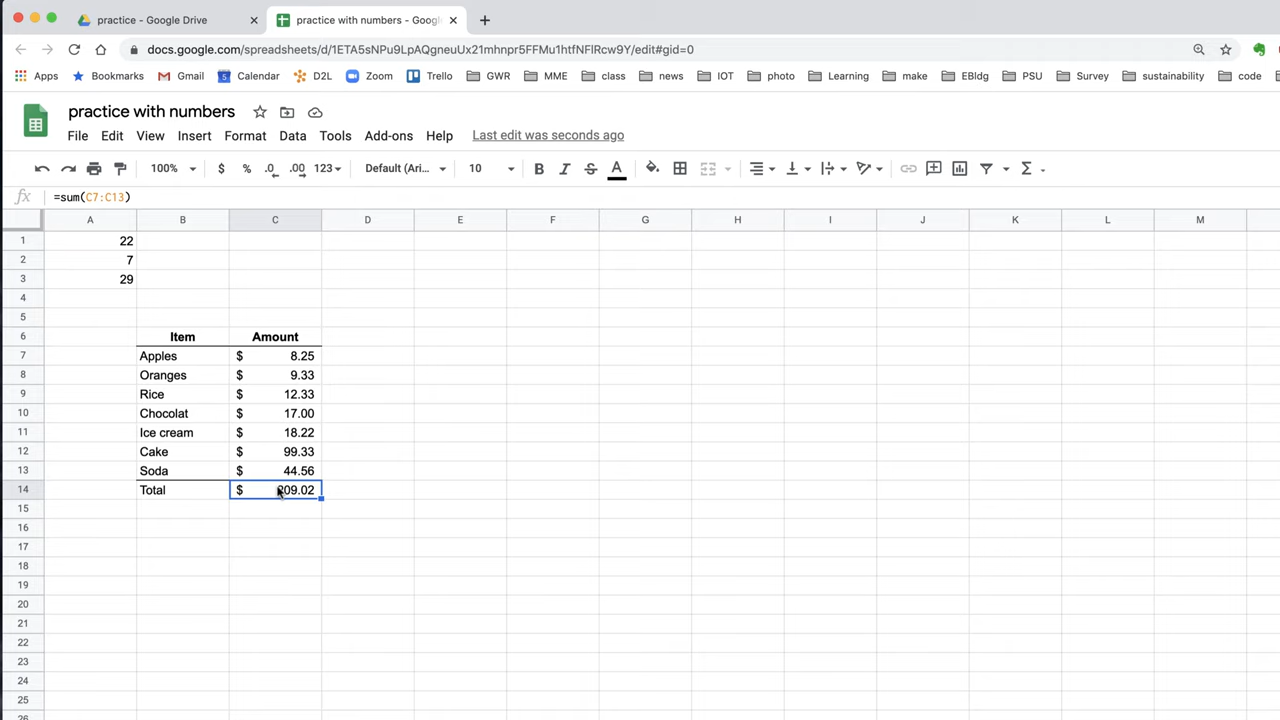 practice - Google Drive
practice with numbers - Goog
docs.google.com/spreadsheets/d/1ETA5sNPu9LpAQgneuUx21mhnpr5FFMu1htfNFIRcw9Y/edit#gid=0
Apps Bookmarks Gmail Calendar D2L Zoom Trello GWR MME class news IOT photo Learning make EBldg PSU Survey sustainability code
practice with numbers
File Edit View Insert Format Data Tools Add-ons Help Last edit was seconds ago
100% $ % .0 .00 123 Default (Ari... 10 B I S A Σ
fx =sum(C7:C13)
A B C D E F G H I J K L M
1 22
2 7
3 29
4
5
6 Item Amount
7 Apples $ 8.25
8 Oranges $ 9.33
9 Rice $ 12.33
10 Chocolat $ 17.00
11 Ice cream $ 18.22
12 Cake $ 99.33
13 Soda $ 44.56
14 Total $ 209.02
15
16
17
18
19
20
21
22
23
24
25
26